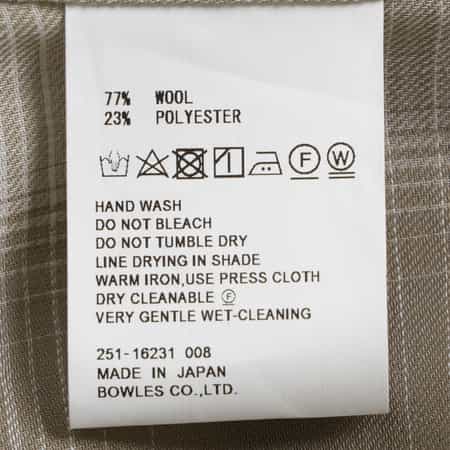 77% WOOL
23% POLYESTER
F W
HAND WASH
DO NOT BLEACH
DO NOT TUMBLE DRY
LINE DRYING IN SHADE
WARM IRON,USE PRESS CLOTH
DRY CLEANABLE Ⓕ
VERY GENTLE WET-CLEANING
251-16231 008
MADE IN JAPAN
BOWLES CO.,LTD.